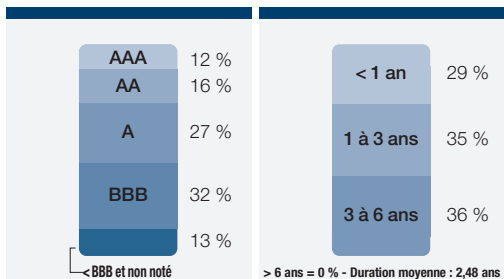 AAA 12 %
AA 16 %
A 27 %
BBB 32 %
13 %
< BBB et non noté
< 1 an 29 %
1 à 3 ans 35 %
3 à 6 ans 36 %
> 6 ans = 0 % - Duration moyenne : 2,48 ans